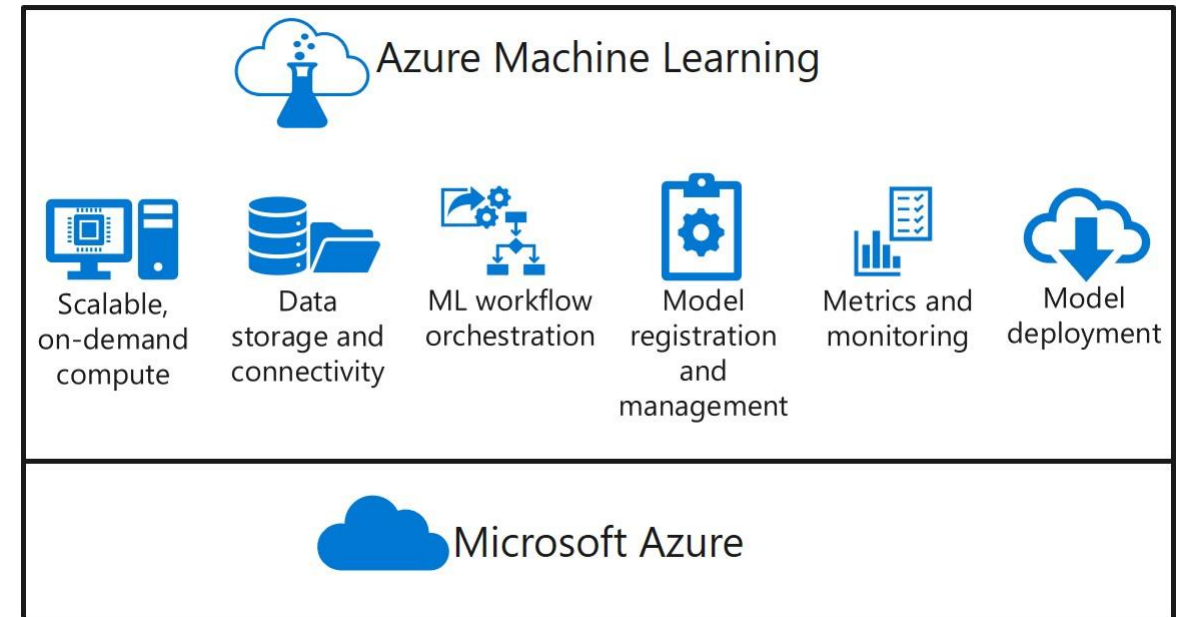 Azure Machine Learning
Scalable,
on-demand
compute
Data
storage and
connectivity
ML workflow
orchestration
Model
registration
and
management
Metrics and
monitoring
Model
deployment
Microsoft Azure